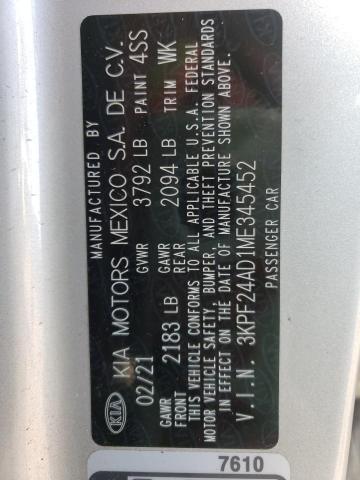 MANUFACTURED BY
KIA KIA MOTORS MEXICO S.A. DE C.V.
02/21 GVWR 3792 LB PAINT 4SS
GAWR FRONT 2183 LB GAWR REAR 2094 LB TRIM WK
THIS VEHICLE CONFORMS TO ALL APPLICABLE U.S.A. FEDERAL
MOTOR VEHICLE SAFETY, BUMPER, AND THEFT PREVENTION STANDARDS
IN EFFECT ON THE DATE OF MANUFACTURE SHOWN ABOVE.
V.I.N. 3KPF24AD1ME345452
PASSENGER CAR
7610